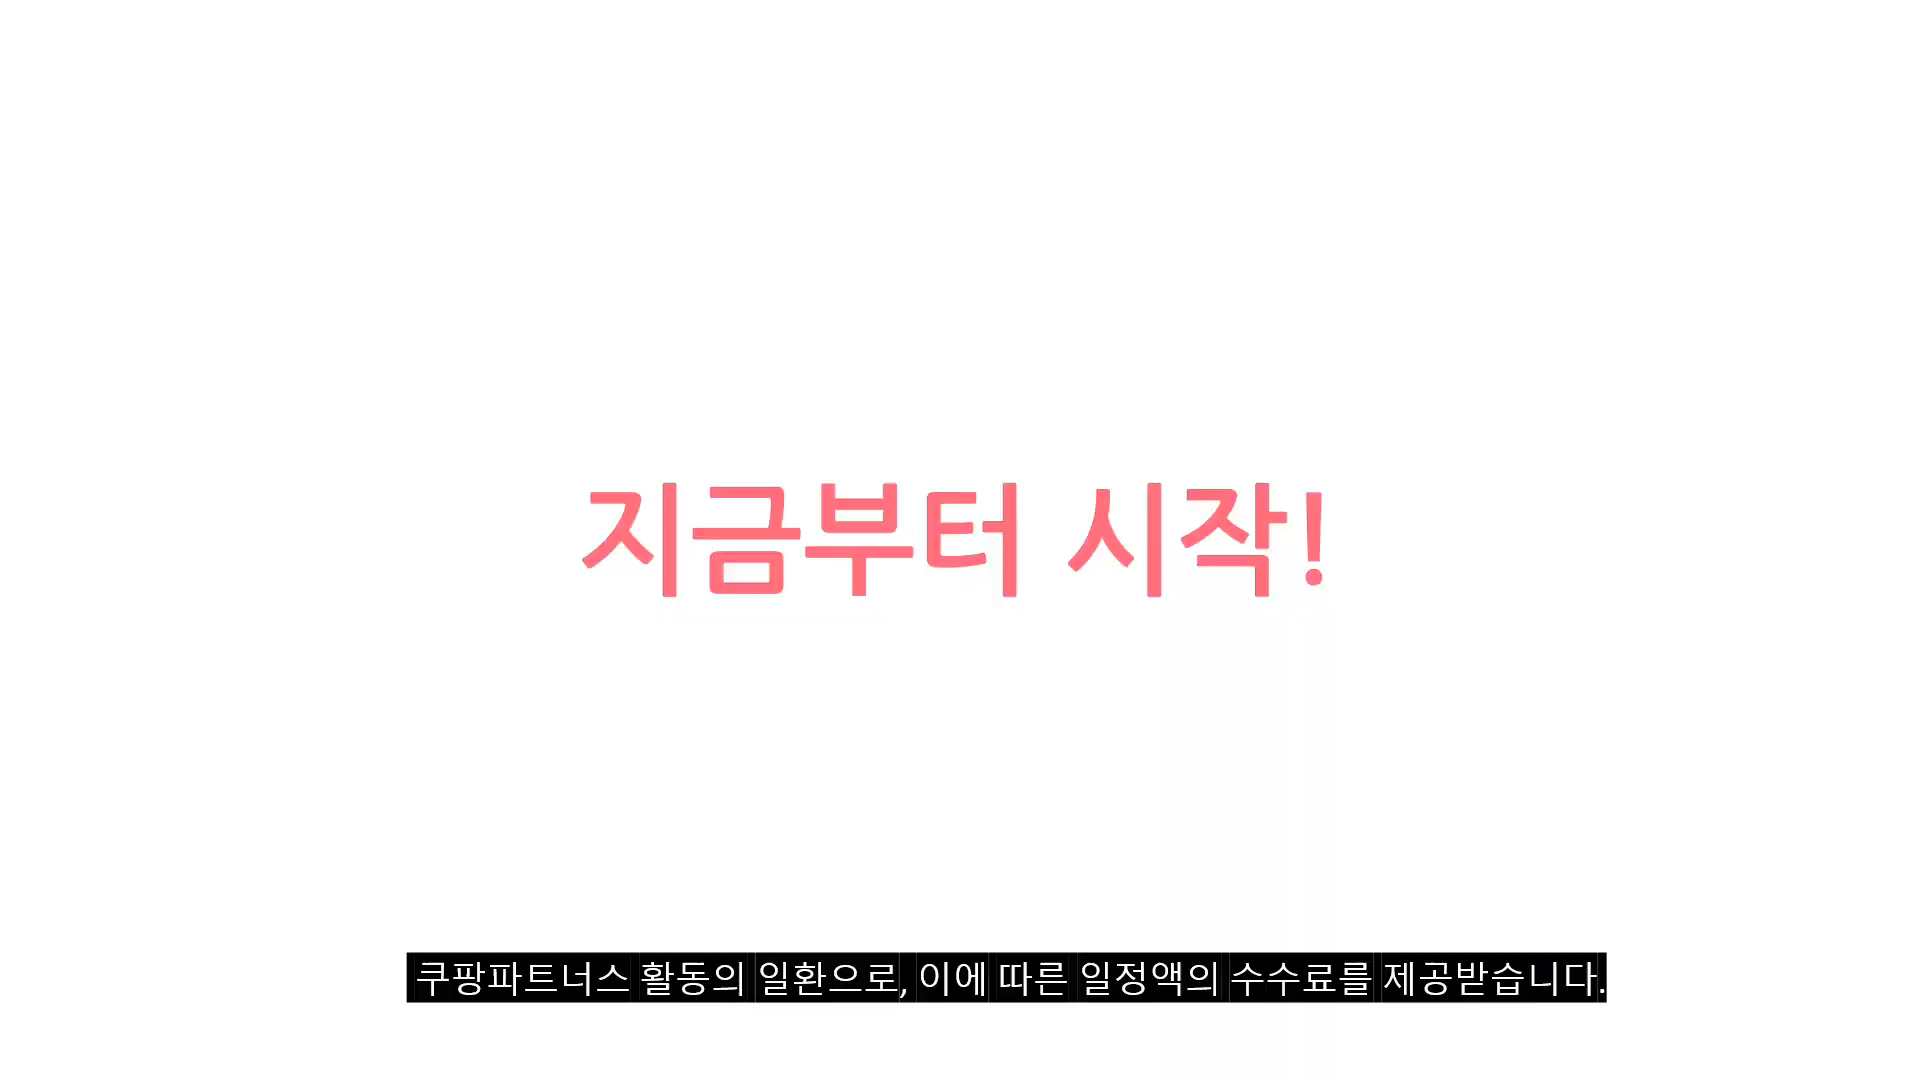 지금부터 시작!
쿠팡파트너스 활동의 일환으로, 이에 따른 일정액의 수수료를 제공받습니다.